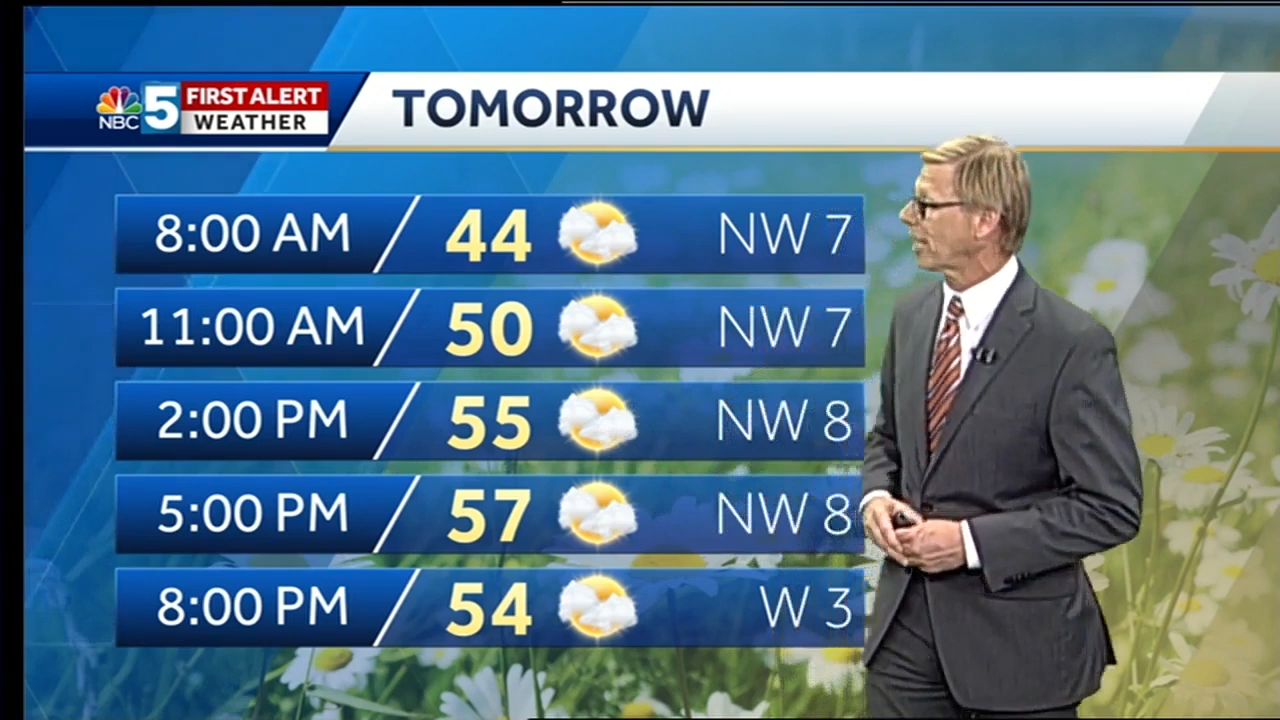 NBC 5 FIRST ALERT WEATHER
TOMORROW
8:00 AM 44 NW 7
11:00 AM 50 NW 7
2:00 PM 55 NW 8
5:00 PM 57 NW 8
8:00 PM 54 W 3